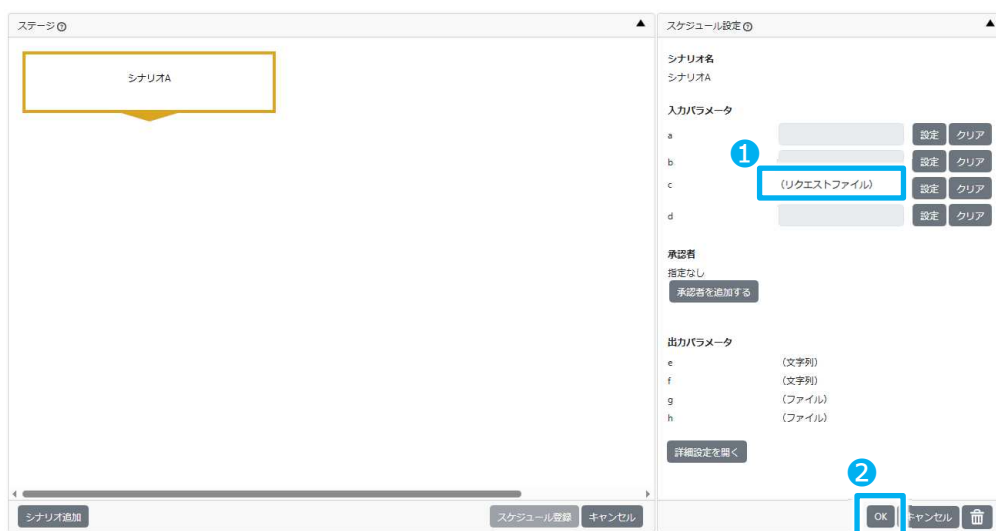 ステージ
シナリオA
シナリオ追加
スケジュール登録 キャンセル
スケジュール設定
シナリオ名
シナリオA
入力パラメータ
a 設定 クリア
1
b 設定 クリア
c (リクエストファイル) 設定 クリア
d 設定 クリア
承認者
指定なし
承認者を追加する
出力パラメータ
e (文字列)
f (文字列)
g (ファイル)
h (ファイル)
詳細設定を開く
2
OK キャンセル